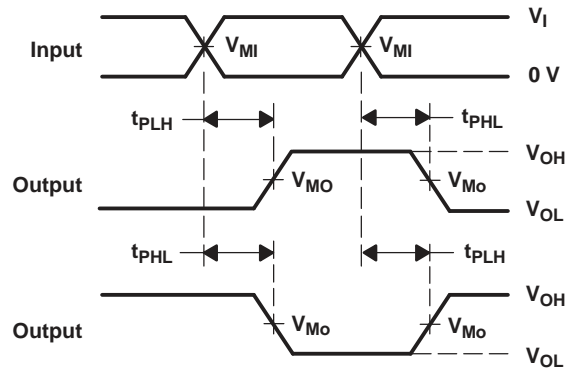 V_I
Input
V_MI
V_MI
0 V
t_PLH
t_PHL
V_OH
Output
V_MO
V_Mo
V_OL
t_PHL
t_PLH
V_OH
Output
V_Mo
V_Mo
V_OL